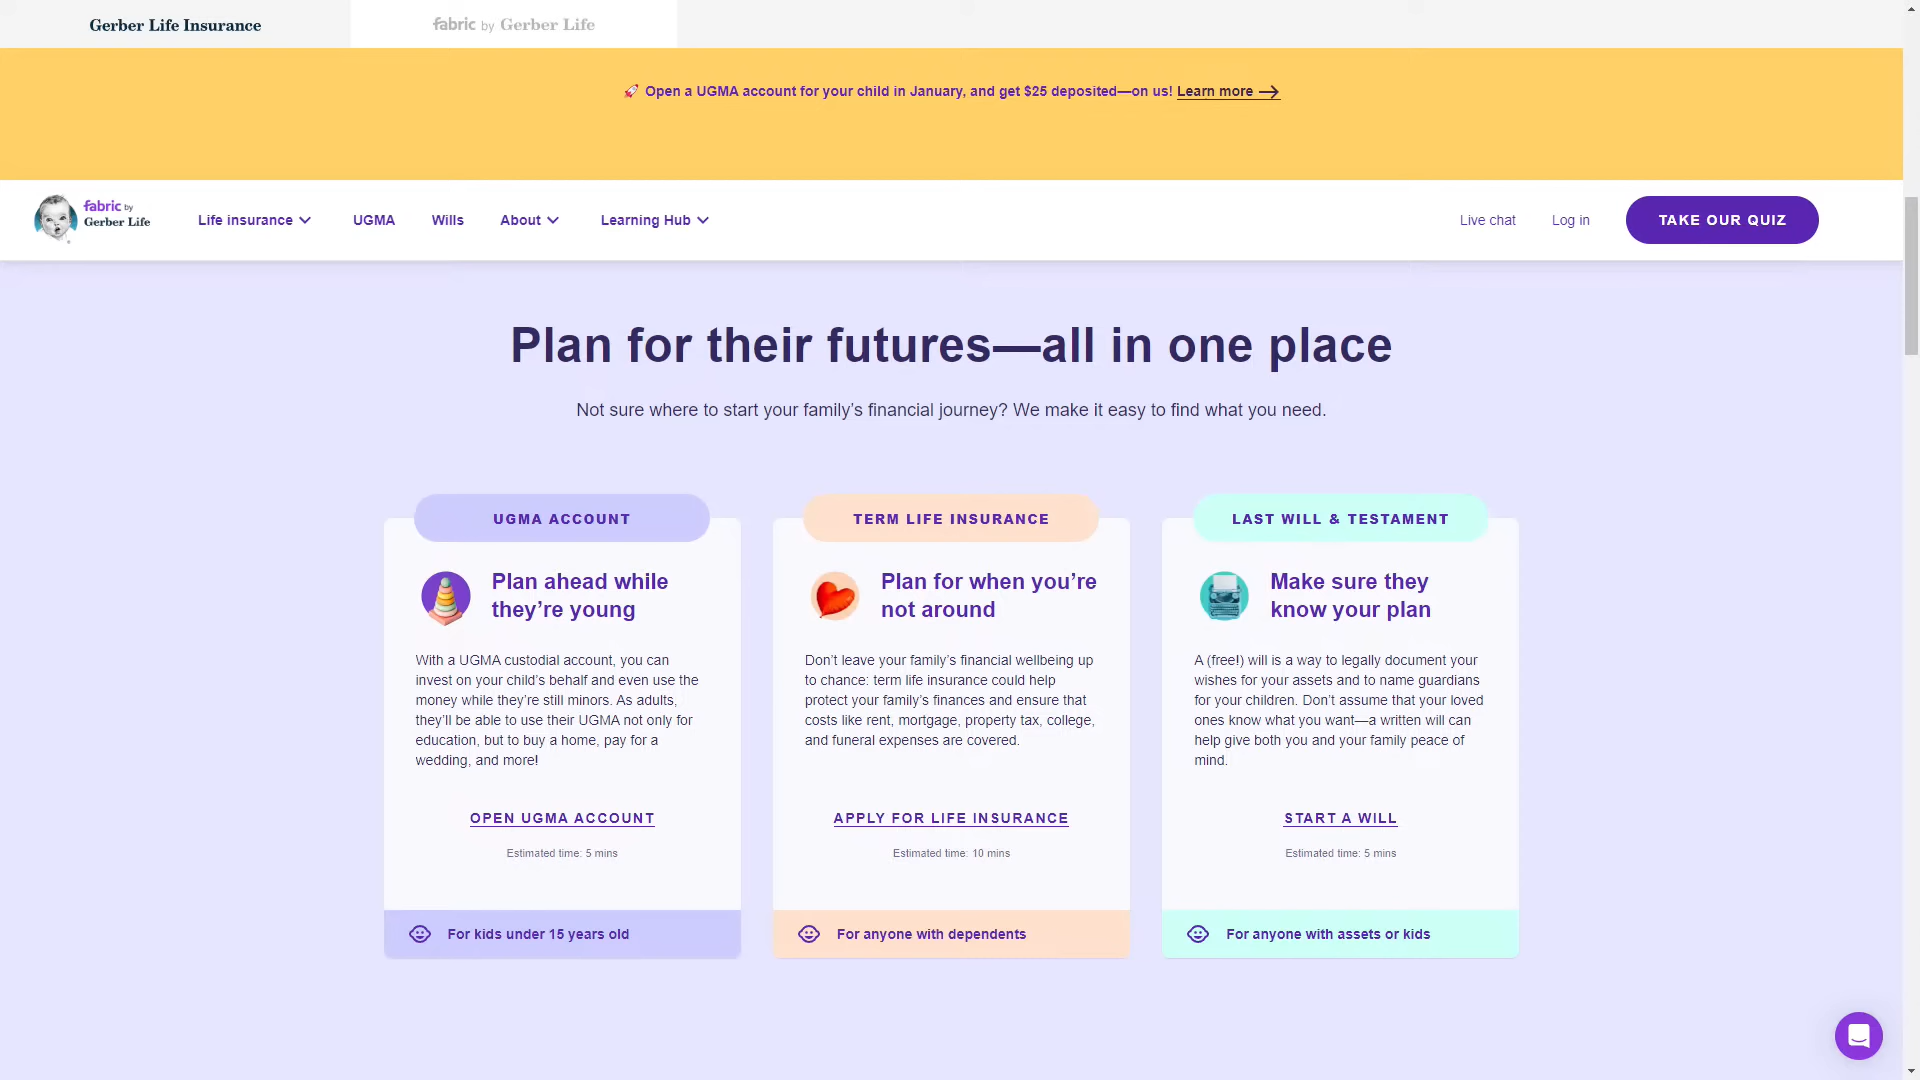 Gerber Life Insurance
fabric by Gerber Life
🚀 Open a UGMA account for your child in January, and get $25 deposited—on us! Learn more →
fabric by
Gerber Life
Life insurance
UGMA
Wills
About
Learning Hub
Live chat
Log in
TAKE OUR QUIZ
Plan for their futures—all in one place
Not sure where to start your family’s financial journey? We make it easy to find what you need.
UGMA ACCOUNT
Plan ahead while
they’re young
With a UGMA custodial account, you can
invest on your child’s behalf and even use the
money while they’re still minors. As adults,
they’ll be able to use their UGMA not only for
education, but to buy a home, pay for a
wedding, and more!
OPEN UGMA ACCOUNT
Estimated time: 5 mins
For kids under 15 years old
TERM LIFE INSURANCE
Plan for when you’re
not around
Don’t leave your family’s financial wellbeing up
to chance: term life insurance could help
protect your family’s finances and ensure that
costs like rent, mortgage, property tax, college,
and funeral expenses are covered.
APPLY FOR LIFE INSURANCE
Estimated time: 10 mins
For anyone with dependents
LAST WILL & TESTAMENT
Make sure they
know your plan
A (free!) will is a way to legally document your
wishes for your assets and to name guardians
for your children. Don’t assume that your loved
ones know what you want—a written will can
help give both you and your family peace of
mind.
START A WILL
Estimated time: 5 mins
For anyone with assets or kids